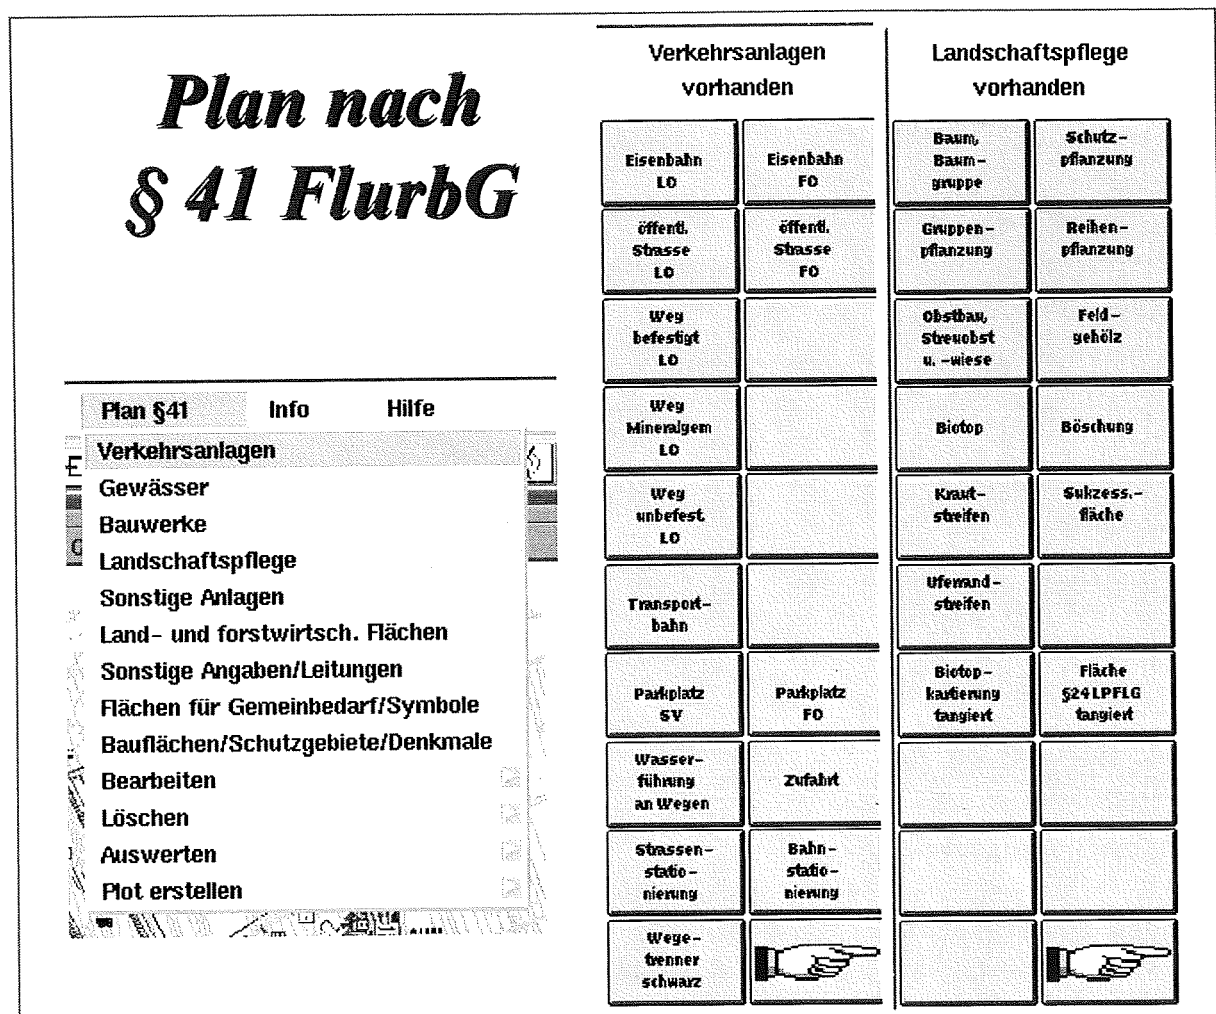 Plan nach
§ 41 FlurbG
Plan §41 Info Hilfe
Verkehrsanlagen
Gewässer
Bauwerke
Landschaftspflege
Sonstige Anlagen
Land- und forstwirtsch. Flächen
Sonstige Angaben/Leitungen
Flächen für Gemeinbedarf/Symbole
Bauflächen/Schutzgebiete/Denkmale
Bearbeiten
Löschen
Auswerten
Plot erstellen
Verkehrsanlagen
vorhanden
Eisenbahn
LO
Eisenbahn
FO
öffentl.
Strasse
LO
öffentl.
Strasse
FO
Weg
befestigt
LO
Weg
Mineralgem
LO
Weg
unbefest.
LO
Transport-
bahn
Parkplatz
SV
Parkplatz
FO
Wasser-
führung
an Wegen
Zufahrt
Strassen-
statio-
nierung
Bahn-
statio-
nierung
Wege-
trenner
schwarz
Landschaftspflege
vorhanden
Baum,
Baum-
gruppe
Schutz-
pflanzung
Gruppen-
pflanzung
Reihen-
pflanzung
Obstbau,
Streuobst
u. -wiese
Feld-
gehölz
Biotop
Böschung
Kraut-
streifen
Sukzess.-
fläche
Uferrand-
streifen
Biotop-
kartierung
tangiert
Fläche
§24LPFLG
tangiert